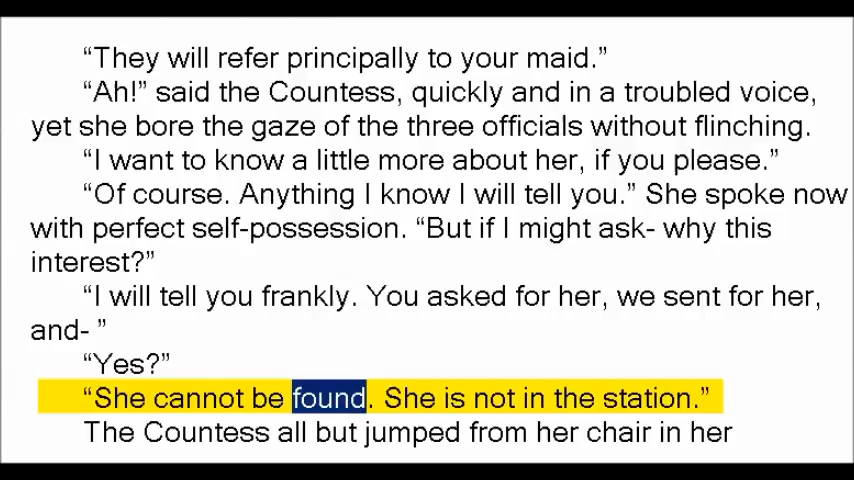 “They will refer principally to your maid.”
“Ah!” said the Countess, quickly and in a troubled voice,
yet she bore the gaze of the three officials without flinching.
“I want to know a little more about her, if you please.”
“Of course. Anything I know I will tell you.” She spoke now
with perfect self-possession. “But if I might ask- why this
interest?”
“I will tell you frankly. You asked for her, we sent for her,
and- ”
“Yes?”
“She cannot be found. She is not in the station.”
The Countess all but jumped from her chair in her